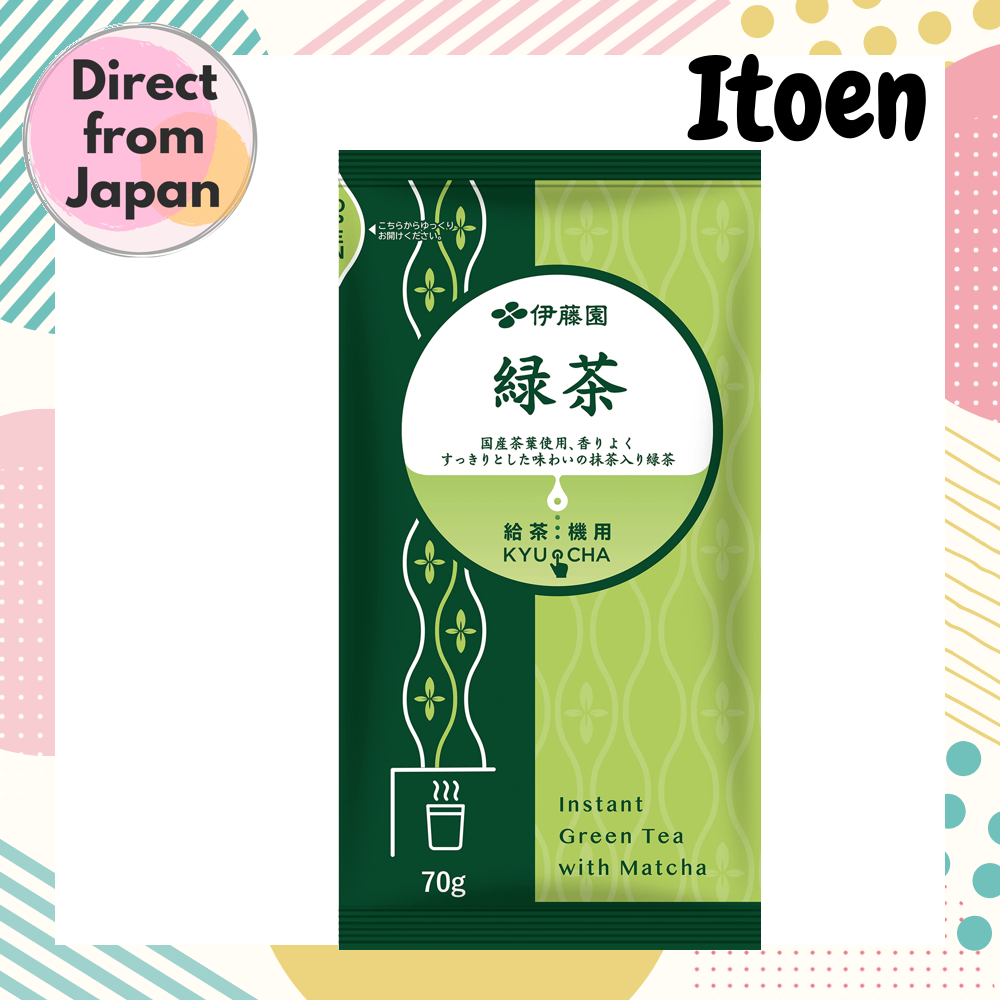 Direct
from
Japan
Itoen
OPEN
こちらからゆっくり
お開けください。
伊藤園
緑茶
国産茶葉使用、香りよく
すっきりとした味わいの抹茶入り緑茶
給茶機用
KYU CHA
Instant
Green Tea
with Matcha
70g